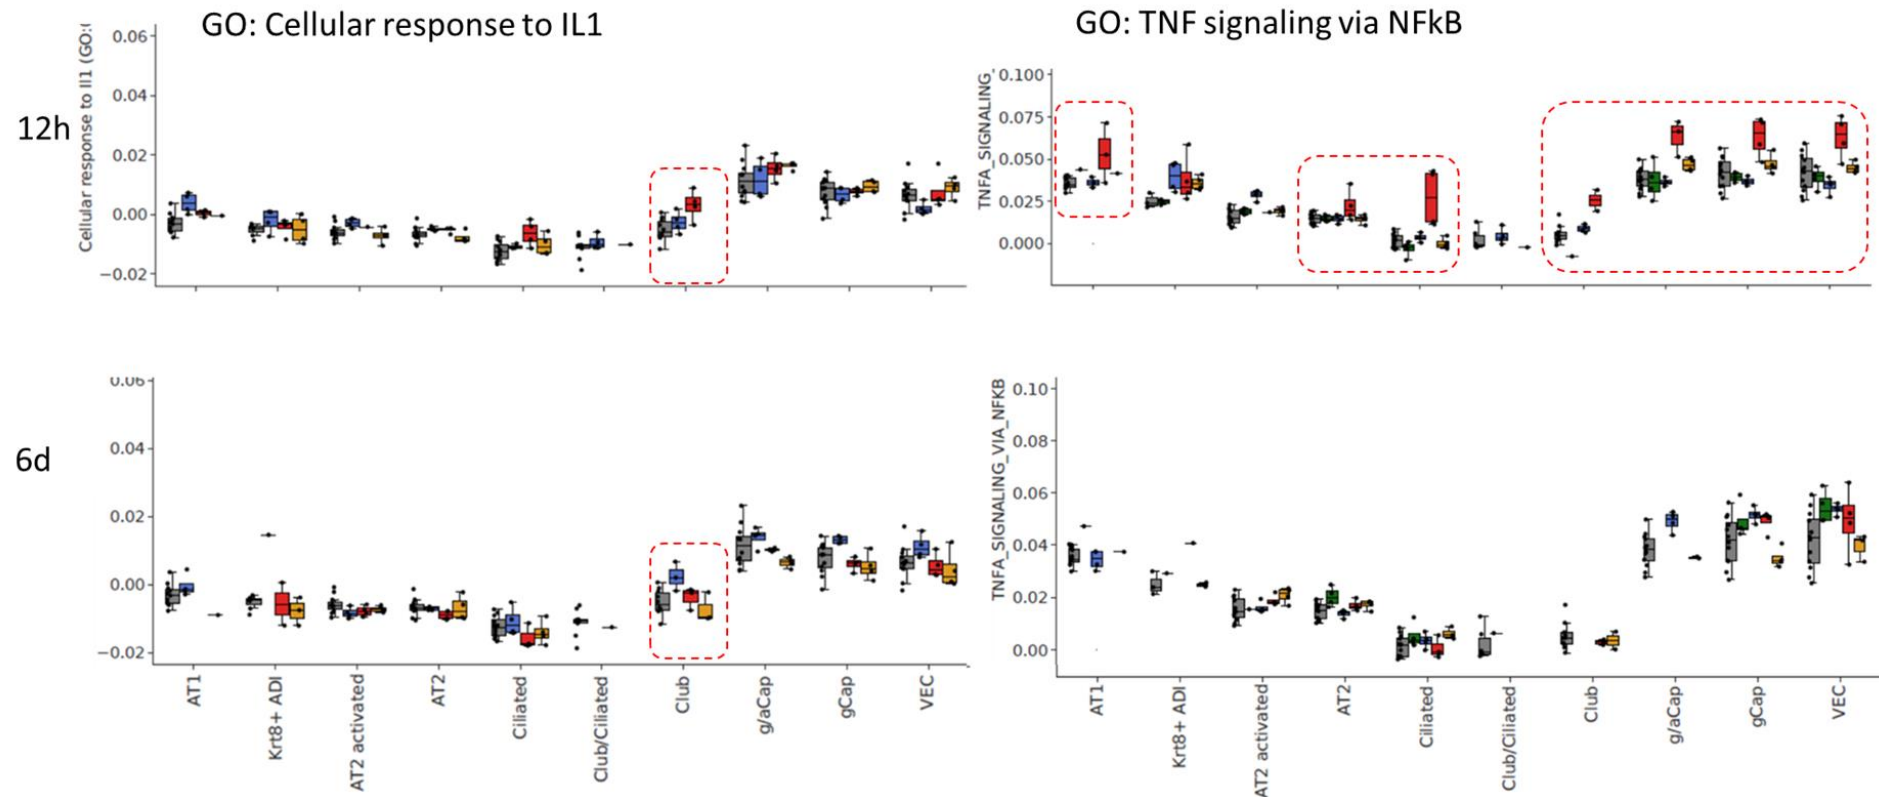 GO: Cellular response to IL1
GO: TNF signaling via NFkB
12h
Cellular response to Il1 (GO:(
0.06
0.04
0.02
0.00
−0.02
TNFA_SIGNALING_
0.100
0.075
0.050
0.025
0.000
6d
0.06
0.04
0.02
0.00
−0.02
AT1
Krt8+ ADI
AT2 activated
AT2
Ciliated
Club/Ciliated
Club
g/aCap
gCap
VEC
TNFA_SIGNALING_VIA_NFKB
0.10
0.08
0.06
0.04
0.02
0.00
AT1
Krt8+ ADI
AT2 activated
AT2
Ciliated
Club/Ciliated
Club
g/aCap
gCap
VEC